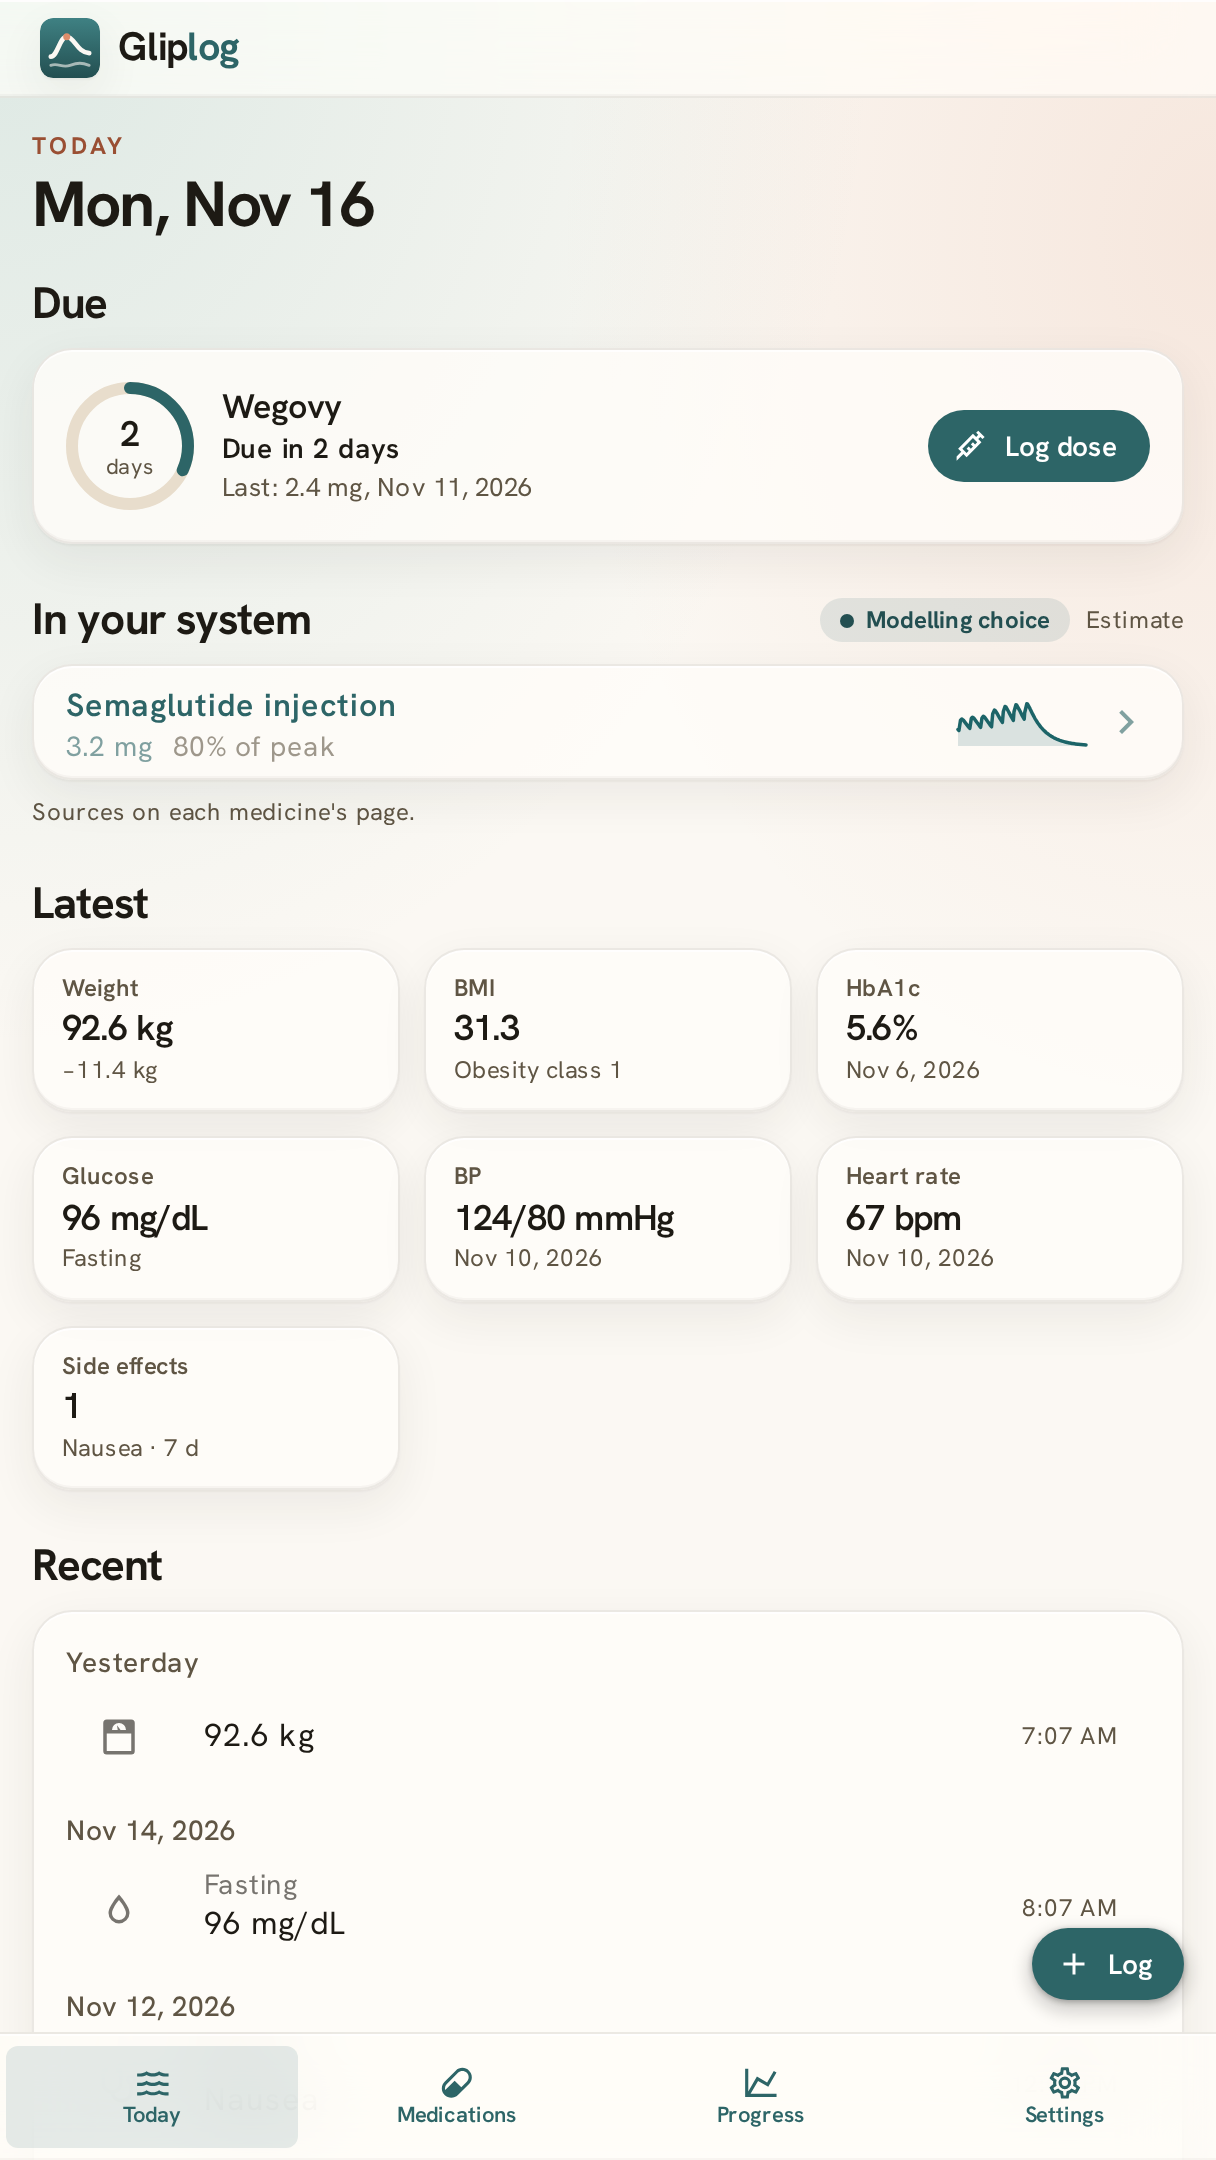 Gliplog
TODAY
Mon, Nov 16
Due
2
days
Wegovy
Due in 2 days
Last: 2.4 mg, Nov 11, 2026
Log dose
In your system
Modelling choice
Estimate
Semaglutide injection
3.2 mg 80% of peak
Sources on each medicine's page.
Latest
Weight
92.6 kg
−11.4 kg
BMI
31.3
Obesity class 1
HbA1c
5.6%
Nov 6, 2026
Glucose
96 mg/dL
Fasting
BP
124/80 mmHg
Nov 10, 2026
Heart rate
67 bpm
Nov 10, 2026
Side effects
1
Nausea · 7 d
Recent
Yesterday
92.6 kg
7:07 AM
Nov 14, 2026
Fasting
96 mg/dL
8:07 AM
Log
Nov 12, 2026
Nausea
Today
Medications
Progress
Settings